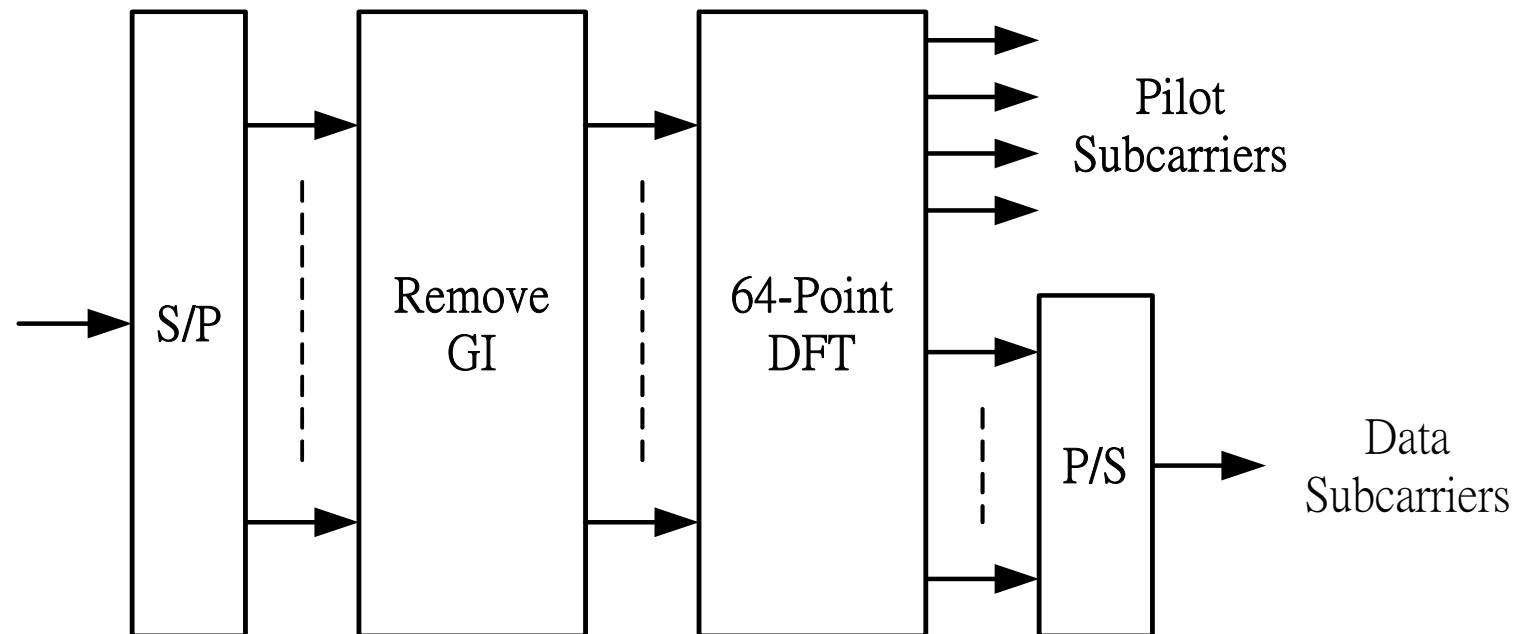 S/P
Remove
GI
64-Point
DFT
Pilot
Subcarriers
P/S
Data
Subcarriers